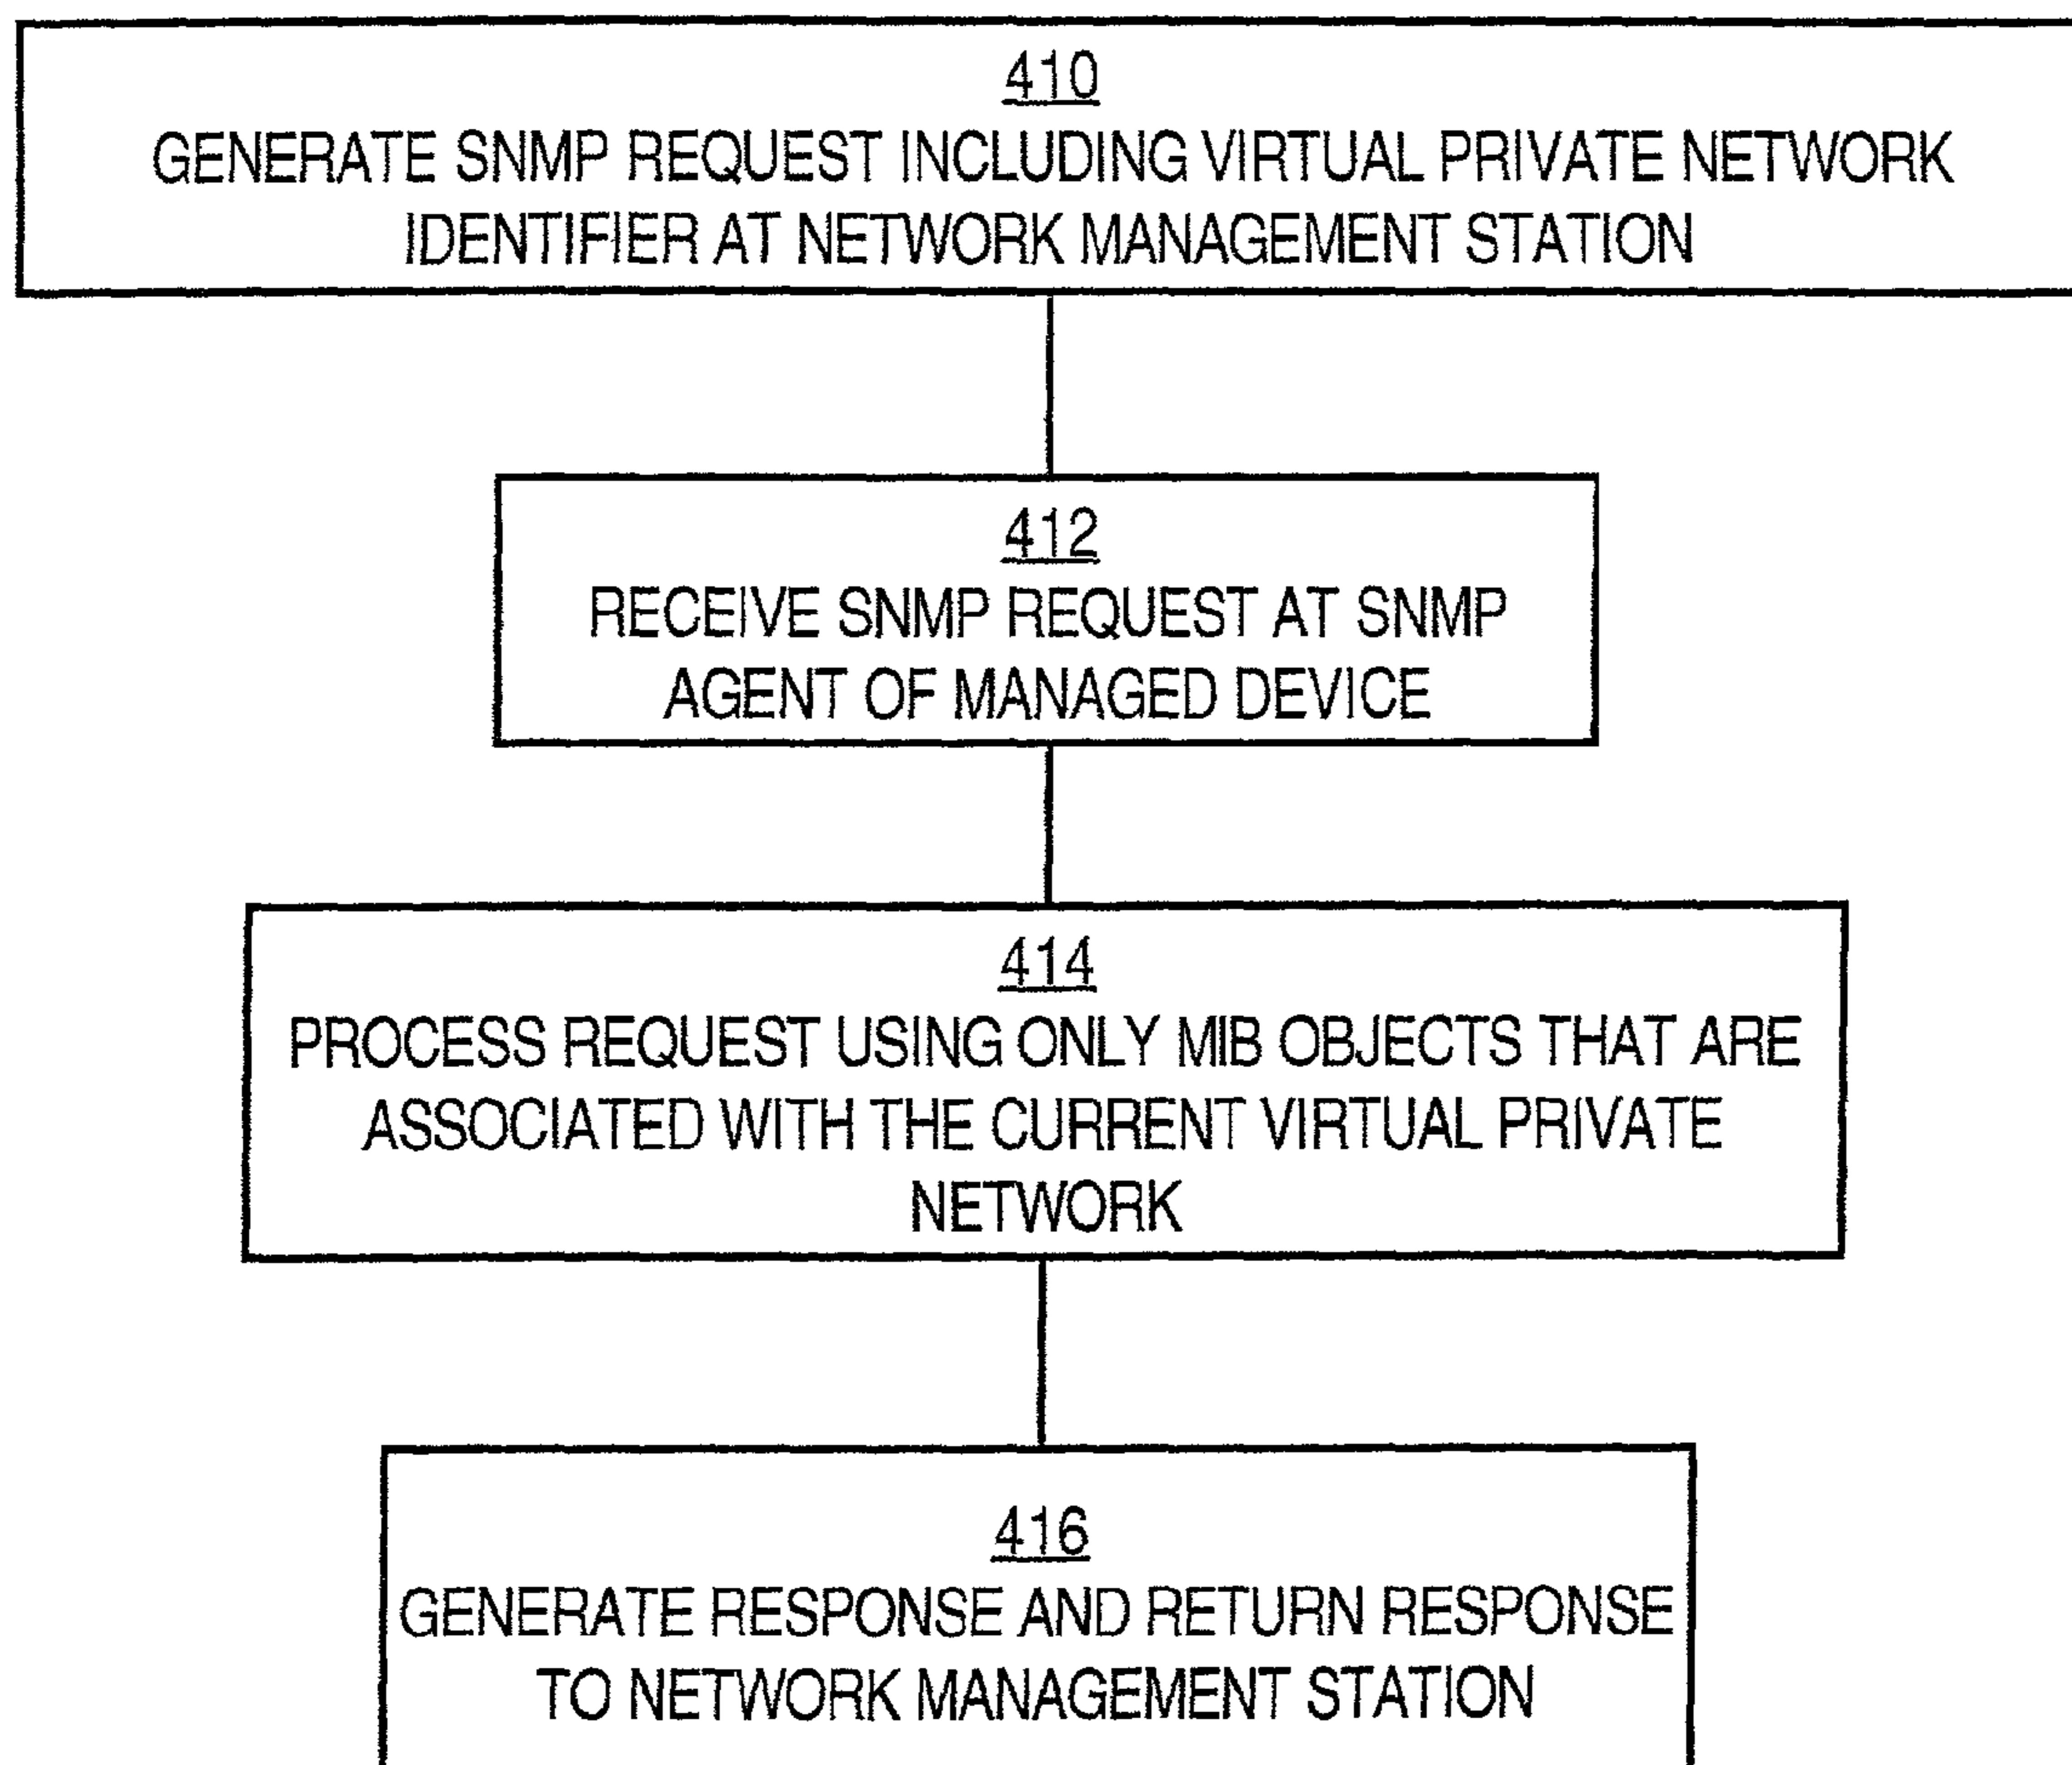 410
GENERATE SNMP REQUEST INCLUDING VIRTUAL PRIVATE NETWORK
IDENTIFIER AT NETWORK MANAGEMENT STATION
412
RECEIVE SNMP REQUEST AT SNMP
AGENT OF MANAGED DEVICE
414
PROCESS REQUEST USING ONLY MIB OBJECTS THAT ARE
ASSOCIATED WITH THE CURRENT VIRTUAL PRIVATE
NETWORK
416
GENERATE RESPONSE AND RETURN RESPONSE
TO NETWORK MANAGEMENT STATION